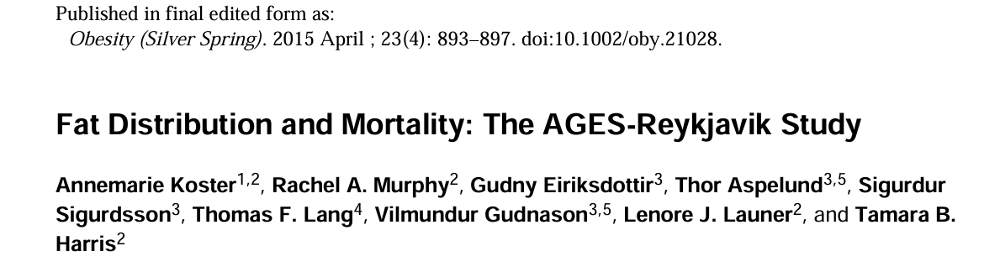 Published in final edited form as:
Obesity (Silver Spring). 2015 April ; 23(4): 893–897. doi:10.1002/oby.21028.
Fat Distribution and Mortality: The AGES-Reykjavik Study
Annemarie Koster1,2, Rachel A. Murphy2, Gudny Eiriksdottir3, Thor Aspelund3,5, Sigurdur
Sigurdsson3, Thomas F. Lang4, Vilmundur Gudnason3,5, Lenore J. Launer2, and Tamara B.
Harris2